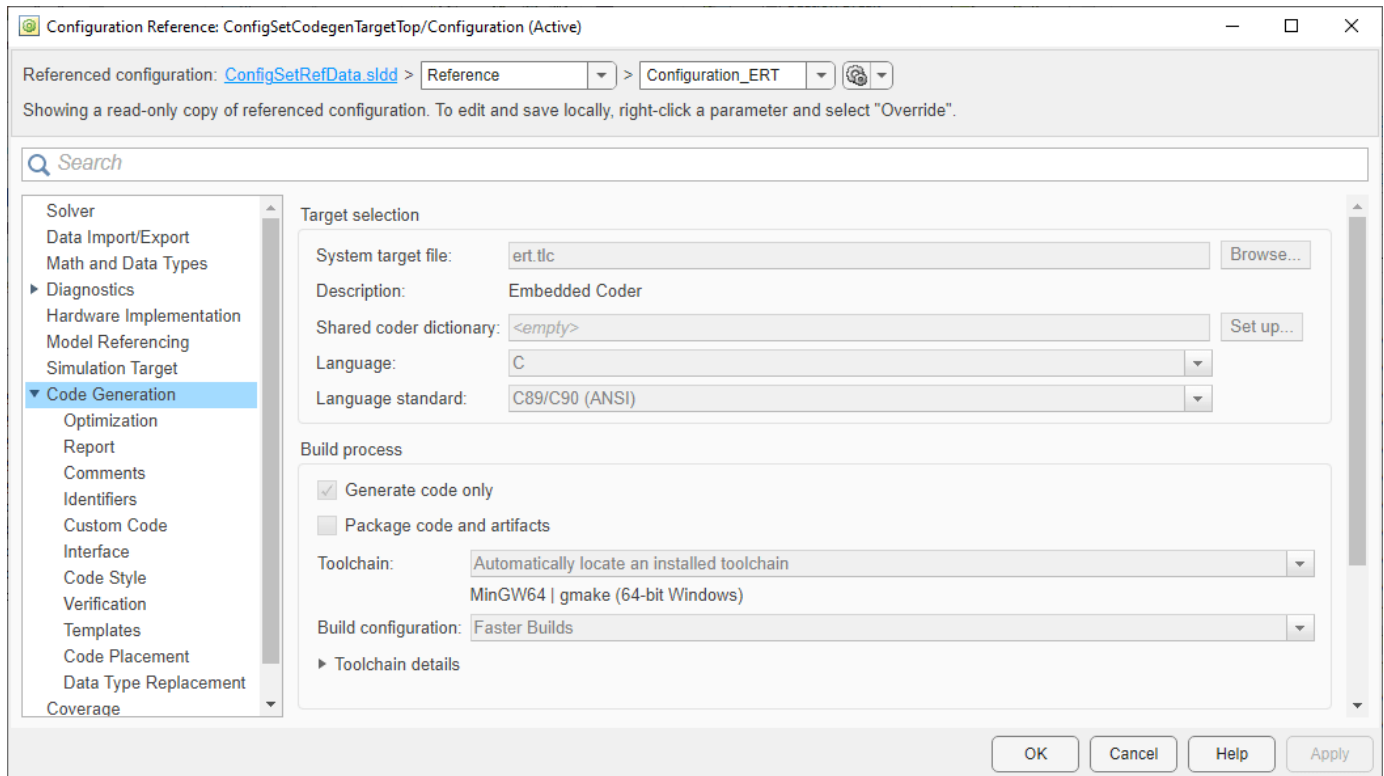 Configuration Reference: ConfigSetCodegenTargetTop/Configuration (Active)
Referenced configuration: ConfigSetRefData.sldd > Reference > Configuration_ERT
Showing a read-only copy of referenced configuration. To edit and save locally, right-click a parameter and select "Override".
Search
Solver
Data Import/Export
Math and Data Types
Diagnostics
Hardware Implementation
Model Referencing
Simulation Target
Code Generation
Optimization
Report
Comments
Identifiers
Custom Code
Interface
Code Style
Verification
Templates
Code Placement
Data Type Replacement
Coverage
Target selection
System target file: ert.tlc Browse...
Description: Embedded Coder
Shared coder dictionary: <empty> Set up...
Language: C
Language standard: C89/C90 (ANSI)
Build process
Generate code only
Package code and artifacts
Toolchain: Automatically locate an installed toolchain
MinGW64 | gmake (64-bit Windows)
Build configuration: Faster Builds
Toolchain details
OK Cancel Help Apply